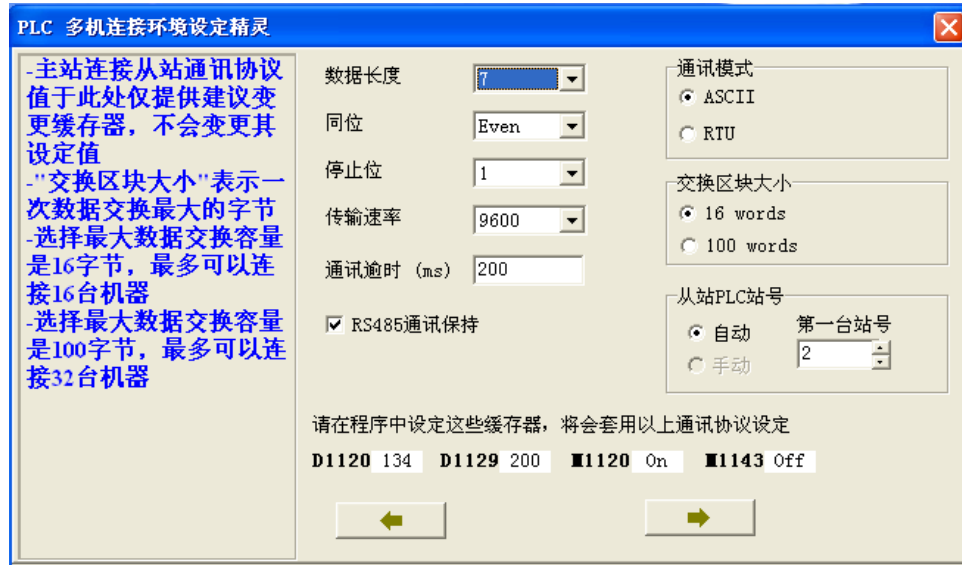 PLC 多机连接环境设定精灵
-主站连接从站通讯协议
值于此处仅提供建议变
更缓存器，不会变更其
设定值
-"交换区块大小"表示一
次数据交换最大的字节
-选择最大数据交换容量
是16字节，最多可以连
接16台机器
-选择最大数据交换容量
是100字节，最多可以连
接32台机器
数据长度 7
同位 Even
停止位 1
传输速率 9600
通讯逾时 (ms) 200
RS485通讯保持
通讯模式
ASCII
RTU
交换区块大小
16 words
100 words
从站PLC站号
自动
手动
第一台站号
2
请在程序中设定这些缓存器，将会套用以上通讯协议设定
D1120 134 D1129 200 M1120 On M1143 Off